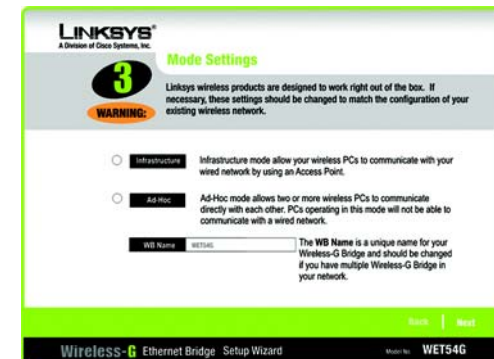 LINKSYS®
A Division of Cisco Systems, Inc.
Mode Settings
3
WARNING:
Linksys wireless products are designed to work right out of the box. If
necessary, these settings should be changed to match the configuration of your
existing wireless network.
Infrastructure
Infrastructure mode allow your wireless PCs to communicate with your
wired network by using an Access Point.
Ad-Hoc
Ad-Hoc mode allows two or more wireless PCs to communicate
directly with each other. PCs operating in this mode will not be able to
communicate with a wired network.
WB Name
WET54G
The WB Name is a unique name for your
Wireless-G Bridge and should be changed
if you have multiple Wireless-G Bridge in
your network.
Back | Next
Wireless-G Ethernet Bridge Setup Wizard
Model No. WET54G